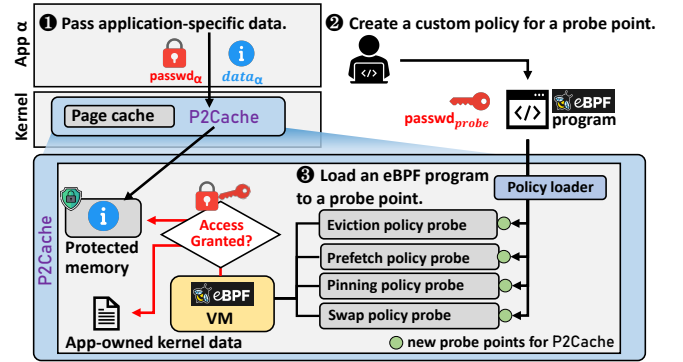 ❶ Pass application-specific data.
❷ Create a custom policy for a probe point.
App α
passwdα
dataα
</>
Kernel
Page cache
P2Cache
passwdprobe
</>
eBPF
program
❸ Load an eBPF program
to a probe point.
Policy loader
P2Cache
Access
Granted?
Protected
memory
Eviction policy probe
Prefetch policy probe
Pinning policy probe
Swap policy probe
eBPF
VM
App-owned kernel data
new probe points for P2Cache